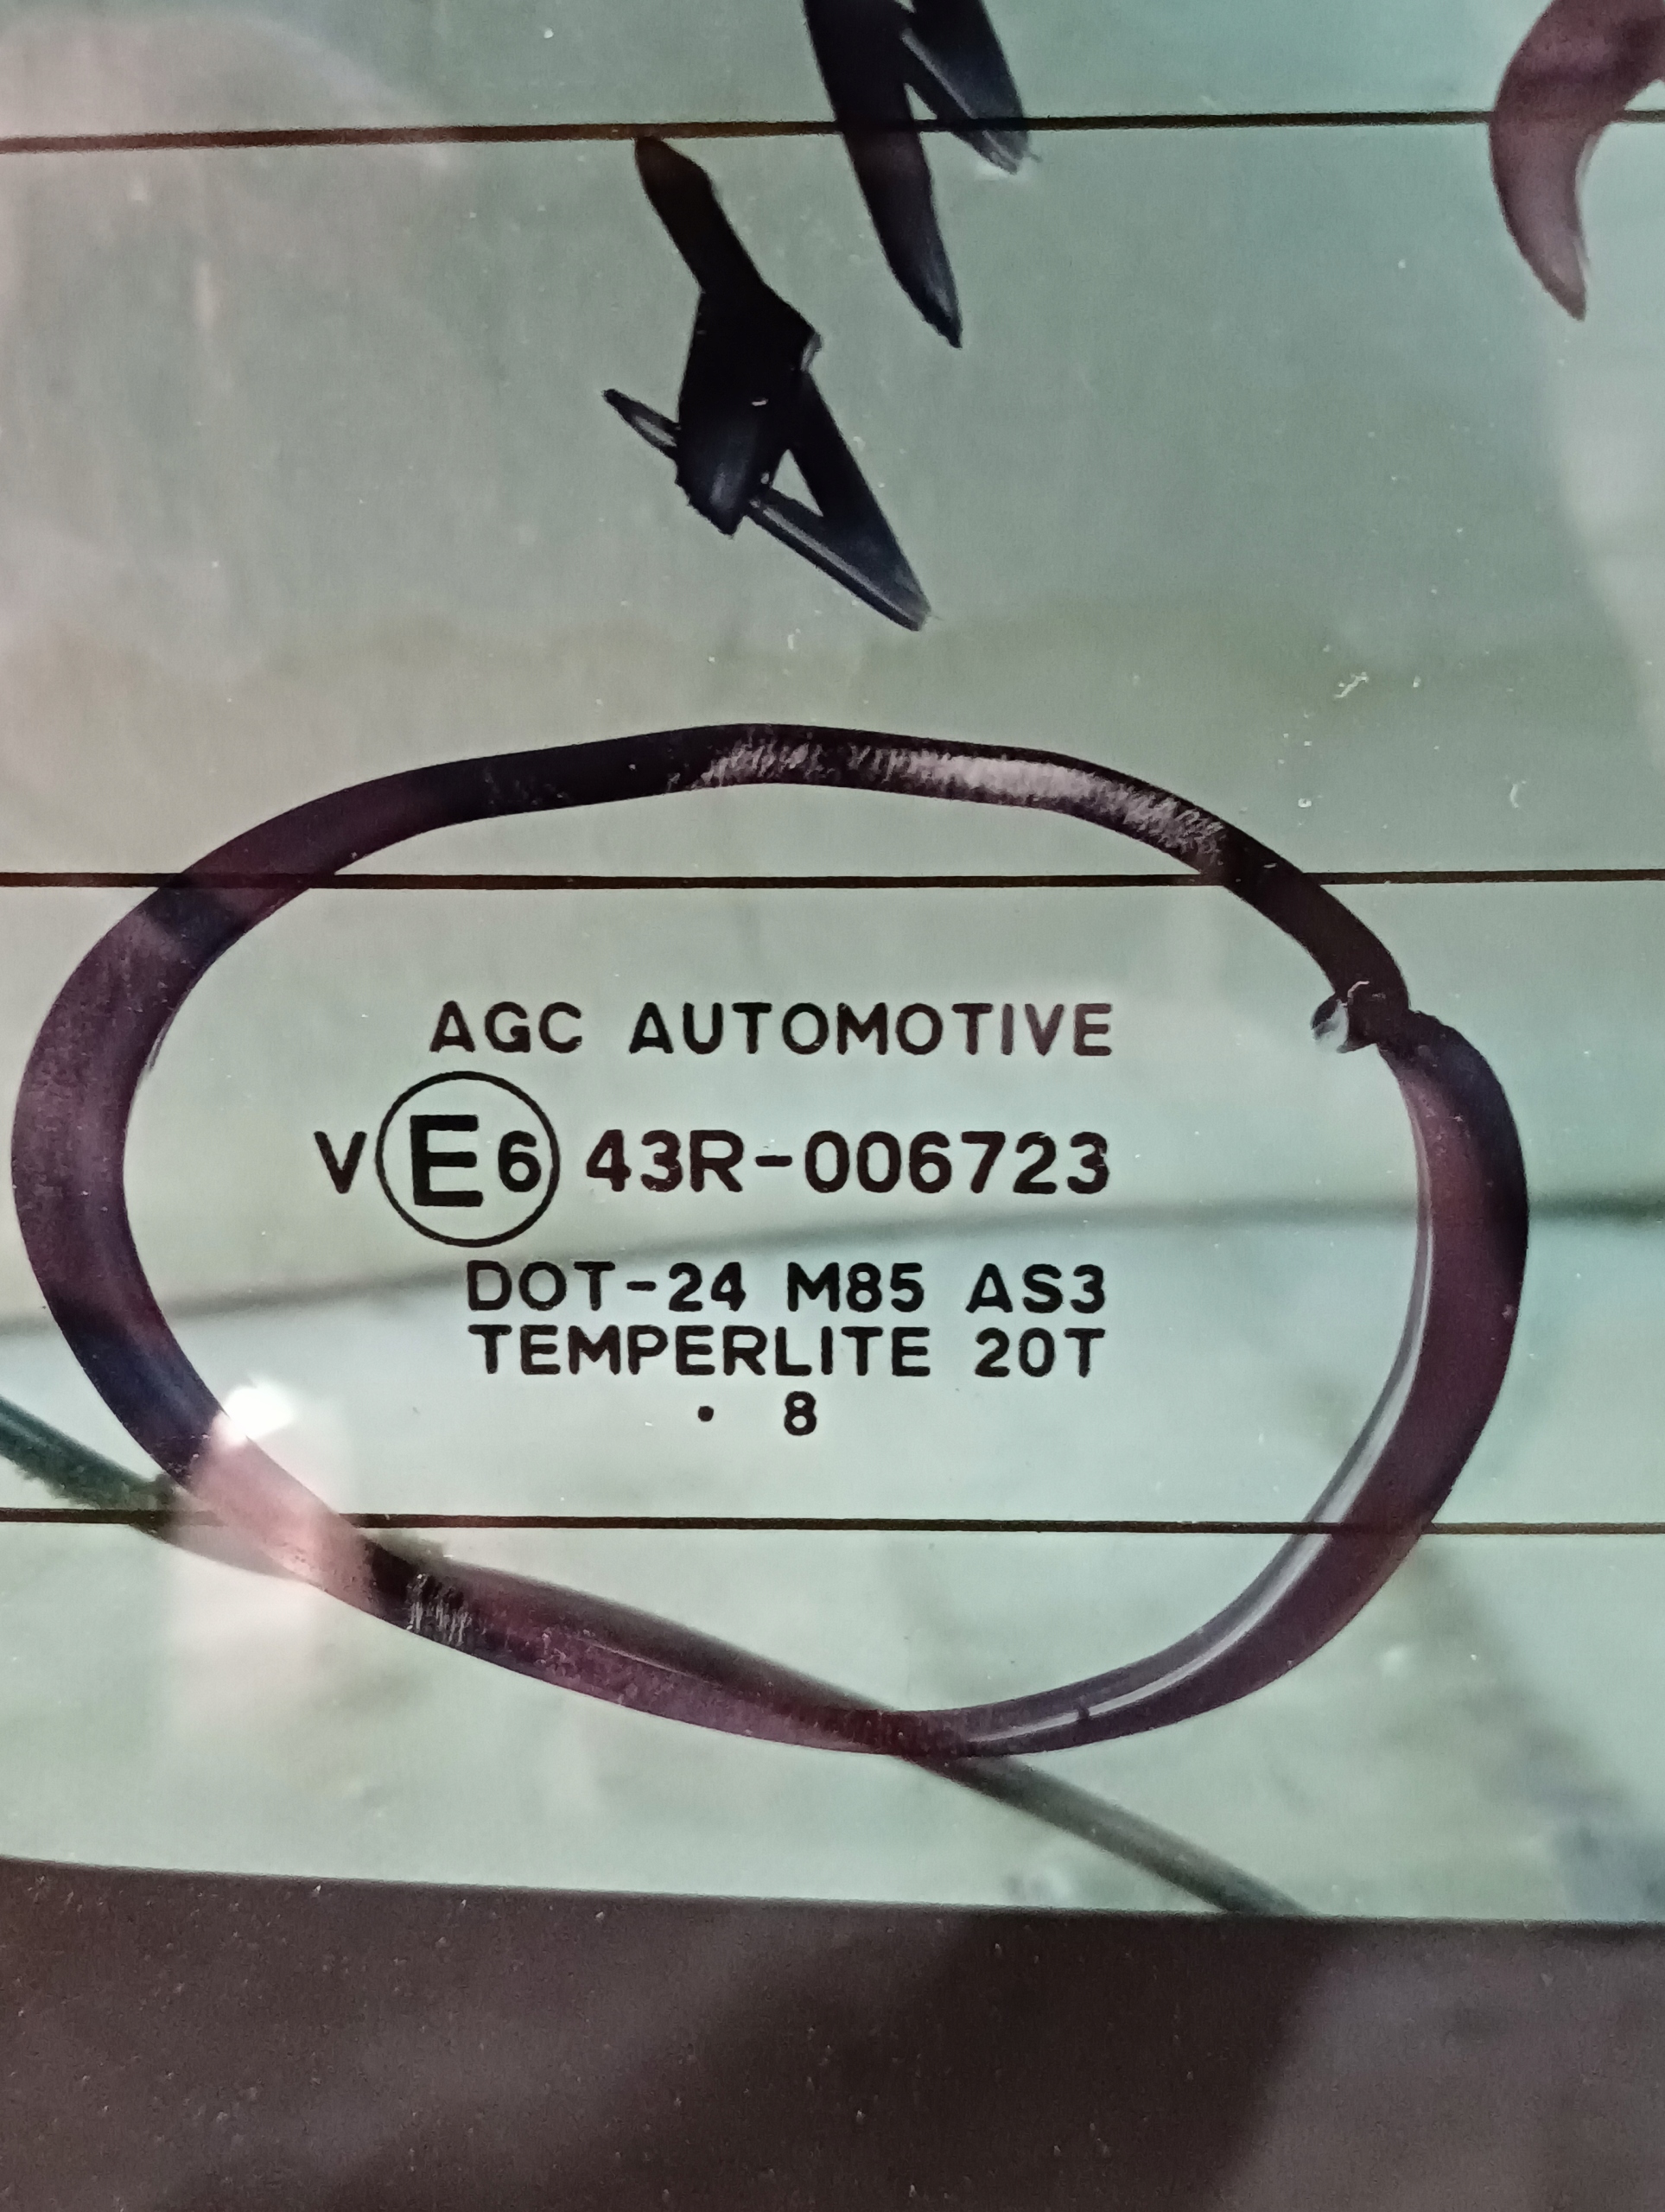 AGC AUTOMOTIVE
V E6 43R-006723
DOT-24 M85 AS3
TEMPERLITE 20T
· 8